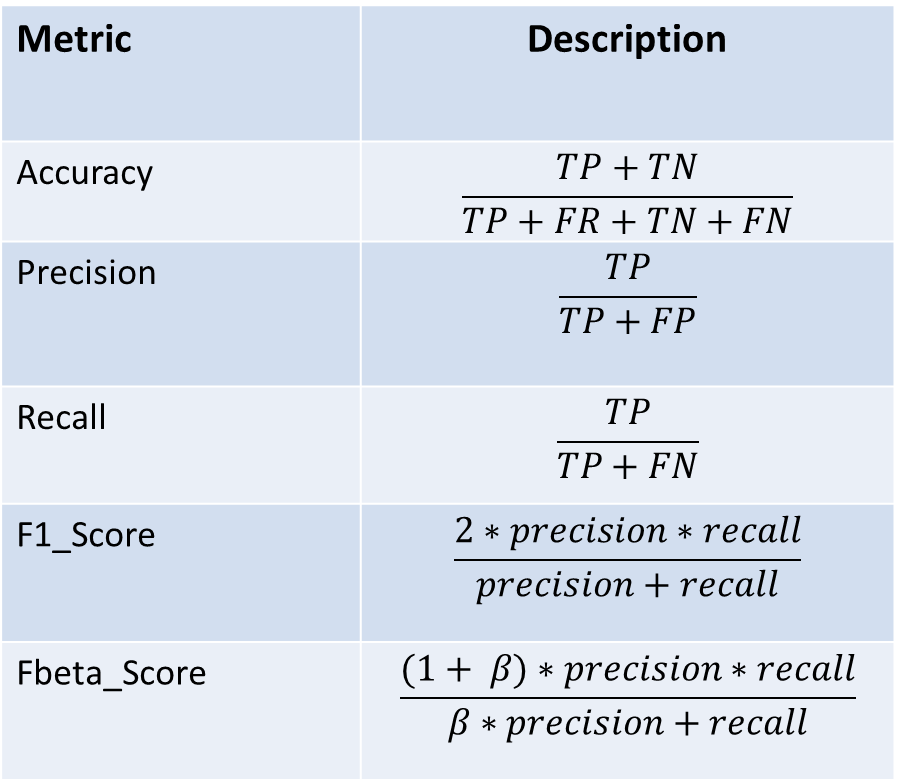 Metric Description
Accuracy
TP + TN
TP + FR + TN + FN
Precision
TP
TP + FP
Recall
TP
TP + FN
F1_Score
2 * precision * recall
precision + recall
Fbeta_Score
(1 + β) * precision * recall
β * precision + recall